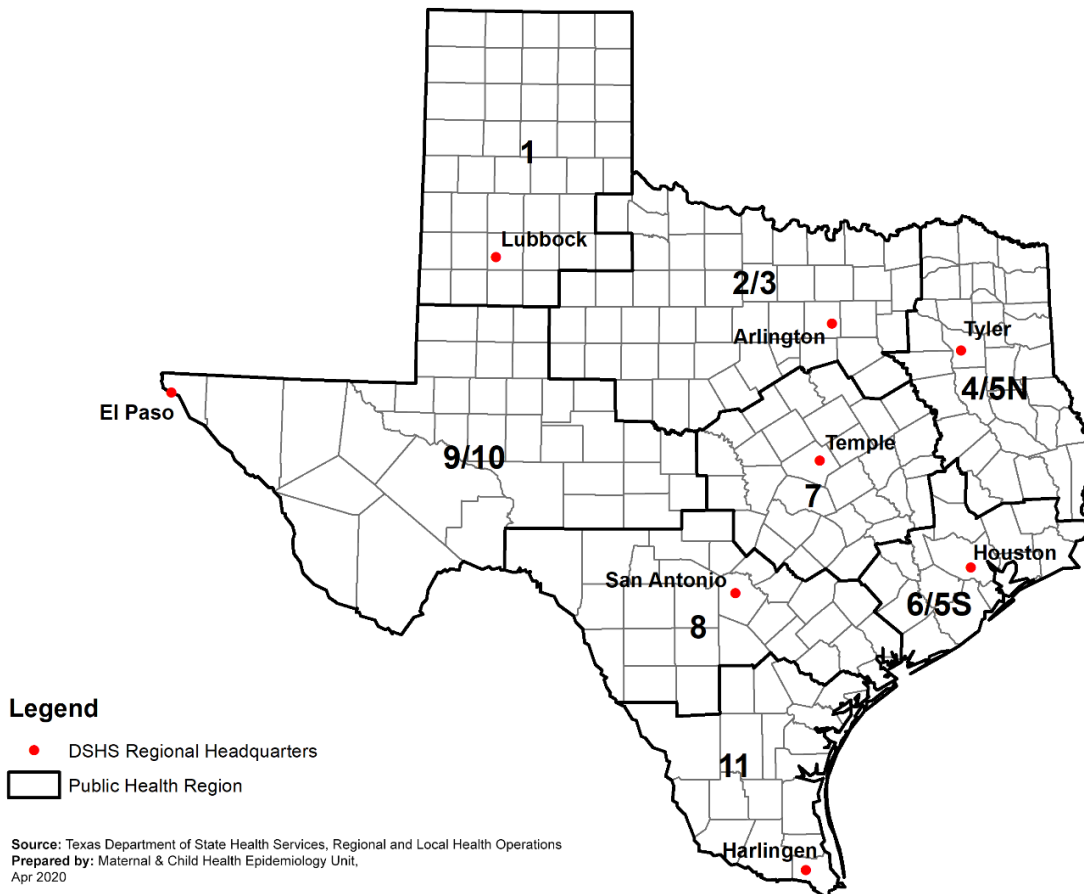 1
Lubbock
2/3
Arlington
Tyler
El Paso
4/5N
Temple
9/10
7
Houston
San Antonio
6/5S
8
Legend
DSHS Regional Headquarters
11
Public Health Region
Source: Texas Department of State Health Services, Regional and Local Health Operations
Prepared by: Maternal & Child Health Epidemiology Unit,
Harlingen
Apr 2020